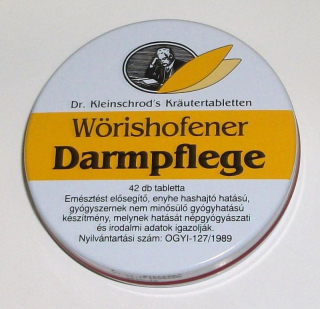 Dr. Kleinschrod's Kräutertabletten
Wörishofener
Darmpflege
42 db tabletta
Emésztést elősegítő, enyhe hashajtó hatású,
gyógyszernek nem minősülő gyógyhatású
készítmény, melynek hatását népgyógyászati
és irodalmi adatok igazolják.
Nyilvántartási szám: OGYI-127/1989